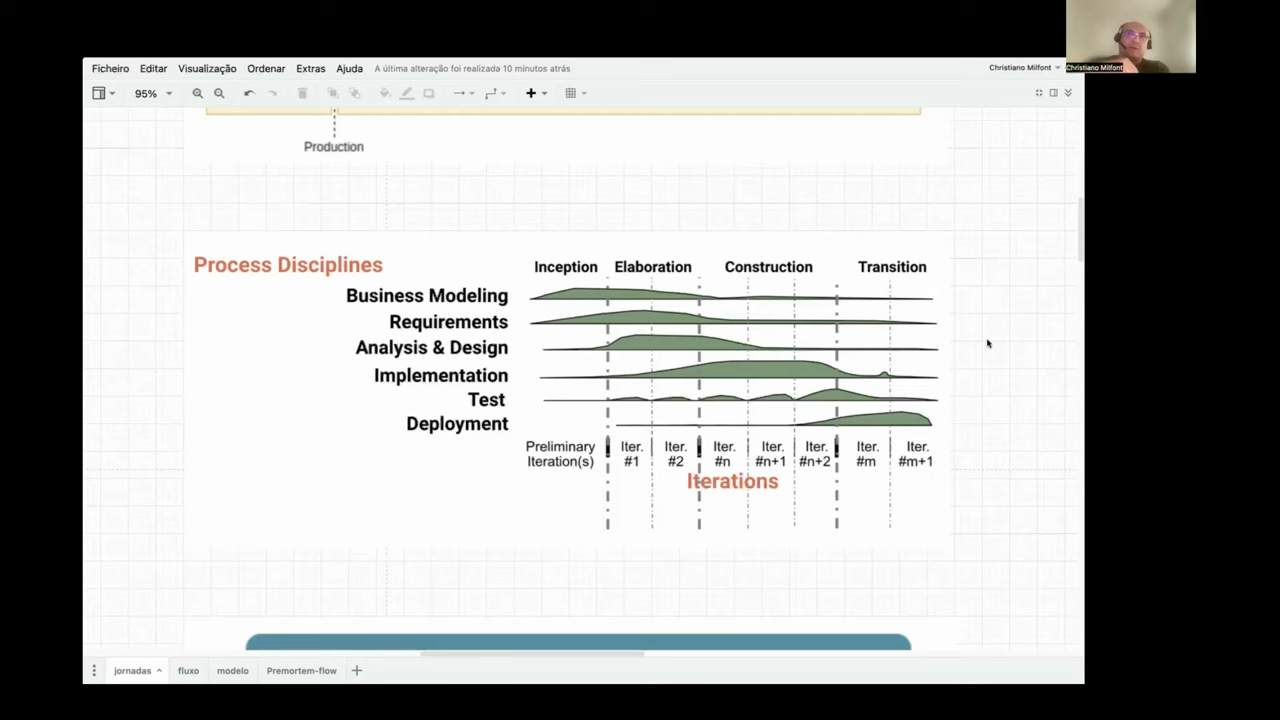 Ficheiro Editar Visualização Ordenar Extras Ajuda A última alteração foi realizada 10 minutos atrás
Christiano Milfont
Christiano Milfont
95%
Production
Process Disciplines
Inception Elaboration Construction Transition
Business Modeling
Requirements
Analysis & Design
Implementation
Test
Deployment
Preliminary Iteration(s)
Iter. #1
Iter. #2
Iter. #n
Iter. #n+1
Iter. #n+2
Iter. #m
Iter. #m+1
Iterations
jornadas fluxo modelo Premortem-flow